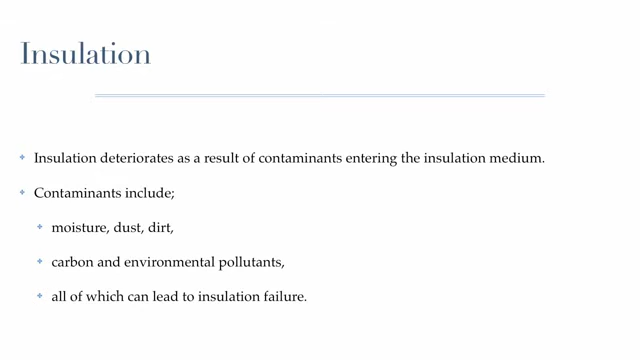 Insulation
Insulation deteriorates as a result of contaminants entering the insulation medium.
Contaminants include;
moisture, dust, dirt,
carbon and environmental pollutants,
all of which can lead to insulation failure.